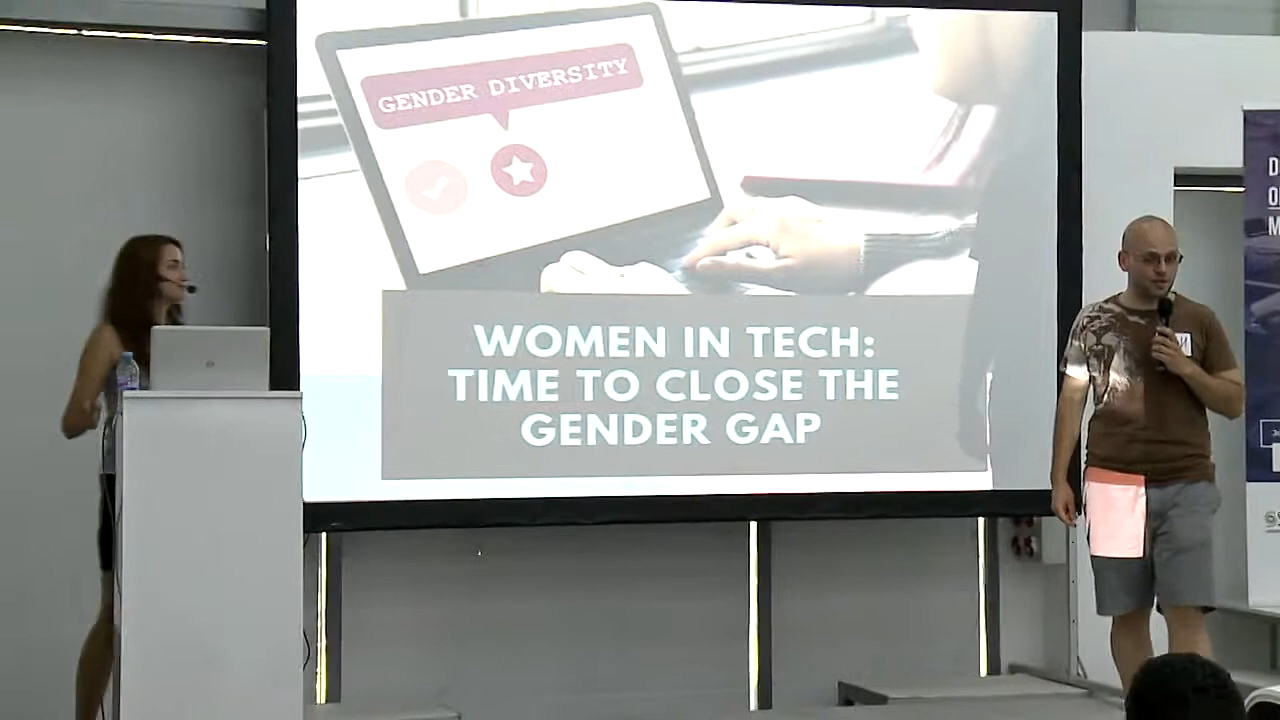 GENDER DIVERSITY
WOMEN IN TECH:
TIME TO CLOSE THE
GENDER GAP
D
O
M